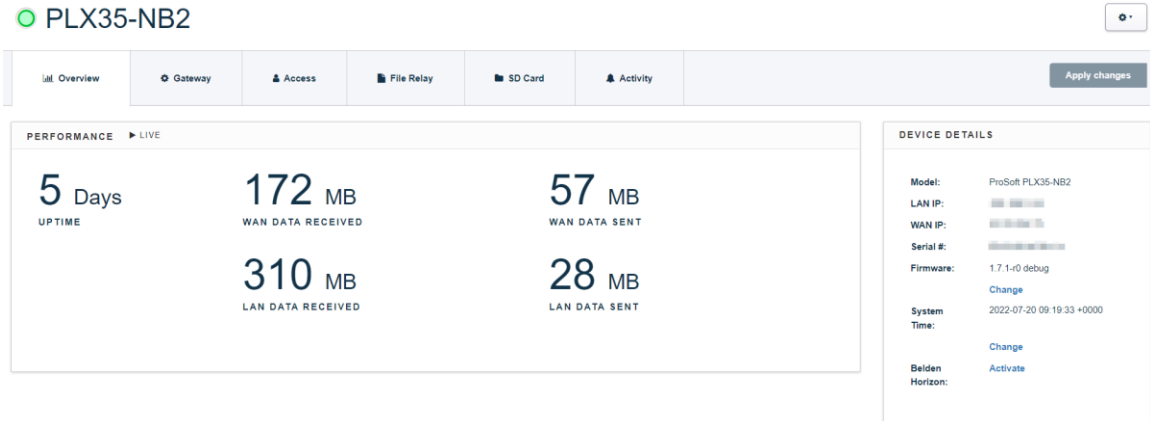 PLX35-NB2
Overview
Gateway
Access
File Relay
SD Card
Activity
Apply changes
PERFORMANCE LIVE
5 Days
UPTIME
172 MB
WAN DATA RECEIVED
57 MB
WAN DATA SENT
310 MB
LAN DATA RECEIVED
28 MB
LAN DATA SENT
DEVICE DETAILS
Model: ProSoft PLX35-NB2
LAN IP:
WAN IP:
Serial #:
Firmware: 1.7.1-r0 debug
Change
System Time: 2022-07-20 09:19:33 +0000
Change
Belden Horizon: Activate